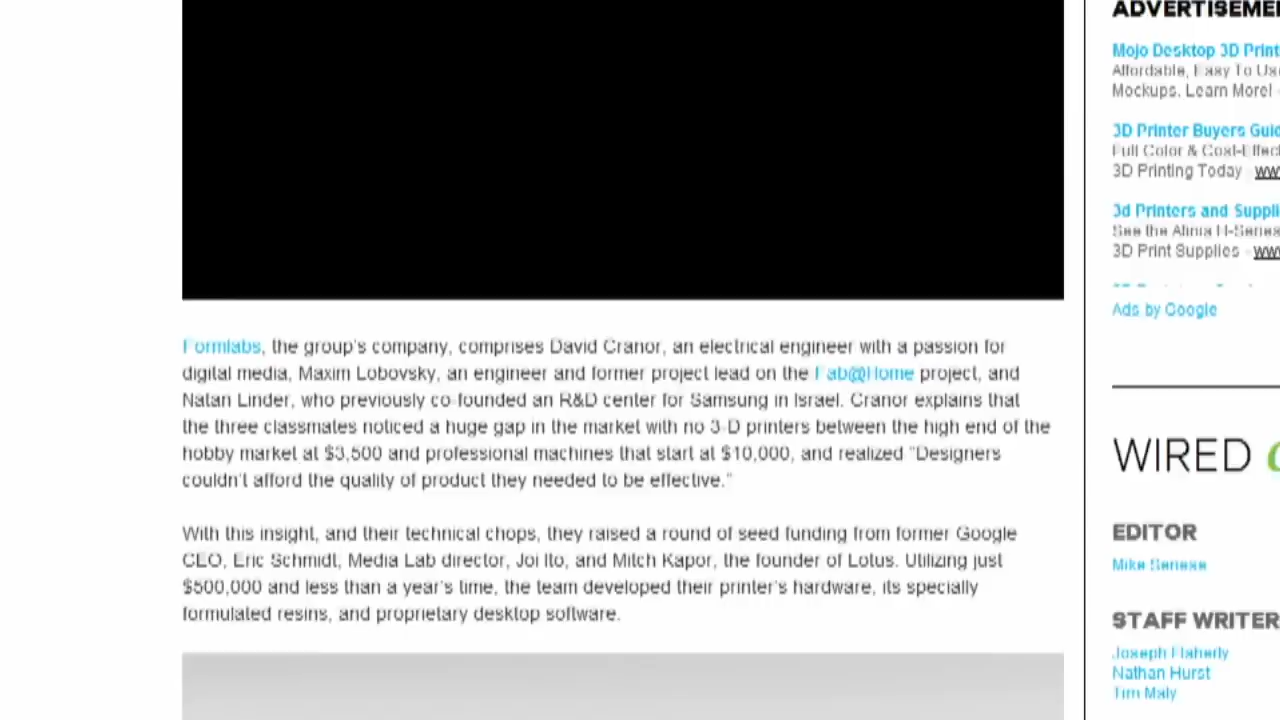 Formlabs, the group's company, comprises David Cranor, an electrical engineer with a passion for
digital media, Maxim Lobovsky, an engineer and former project lead on the Fab@Home project, and
Natan Linder, who previously co-founded an R&D center for Samsung in Israel. Cranor explains that
the three classmates noticed a huge gap in the market with no 3-D printers between the high end of the
hobby market at $3,500 and professional machines that start at $10,000, and realized "Designers
couldn't afford the quality of product they needed to be effective."
With this insight, and their technical chops, they raised a round of seed funding from former Google
CEO, Eric Schmidt, Media Lab director, Joi Ito, and Mitch Kapor, the founder of Lotus. Utilizing just
$500,000 and less than a year's time, the team developed their printer's hardware, its specially
formulated resins, and proprietary desktop software.
ADVERTISEME
Mojo Desktop 3D Print
Affordable, Easy To Us
Mockups. Learn More! -
3D Printer Buyers Guid
Full Color & Cost-Effect
3D Printing Today - ww
3d Printers and Suppli
See the Afinia H-Series
3D Print Supplies - ww
Ads by Google
WIRED
EDITOR
Mike Senese
STAFF WRITER
Joseph Flaherty
Nathan Hurst
Tim Maly